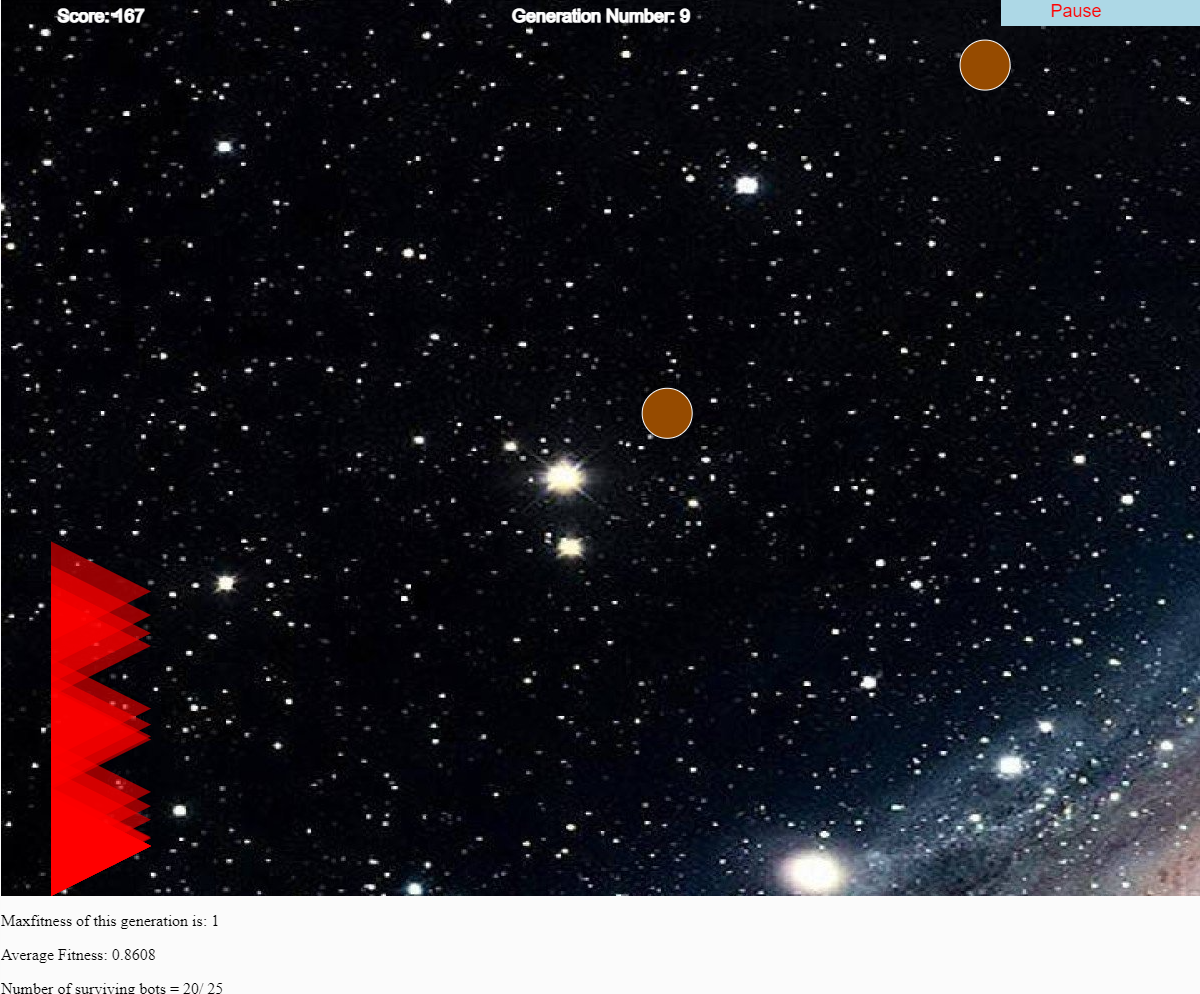 Score:167
Generation Number: 9
Pause
Maxfitness of this generation is: 1
Average Fitness: 0.8608
Number of surviving bots = 20/ 25